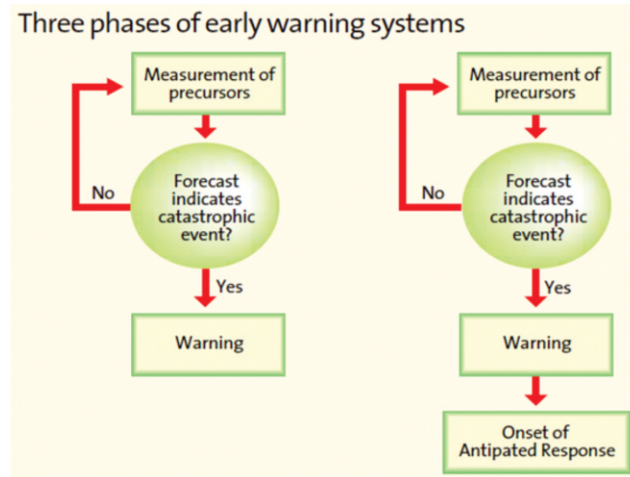 Three phases of early warning systems
Measurement of
precursors
No
Forecast
indicates
catastrophic
event?
Yes
Warning
Measurement of
precursors
No
Forecast
indicates
catastrophic
event?
Yes
Warning
Onset of
Antipated Response